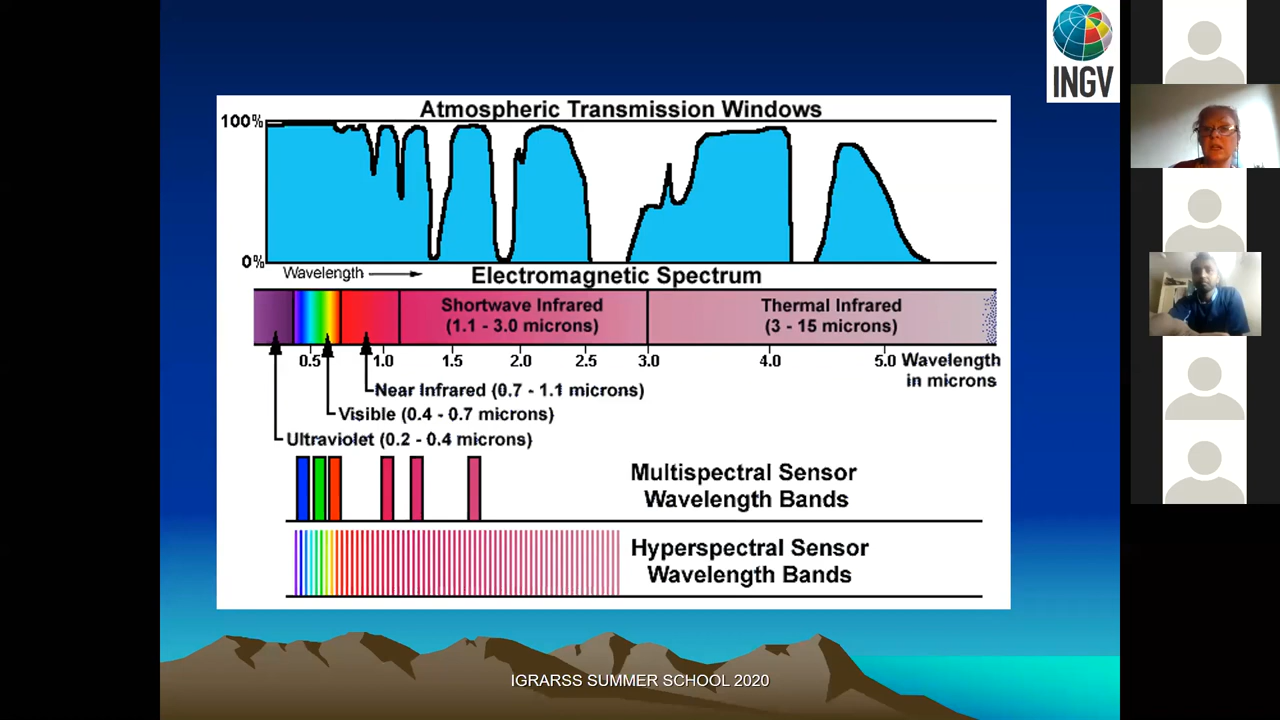 INGV
Atmospheric Transmission Windows
100%
0%
Wavelength
Electromagnetic Spectrum
Shortwave Infrared
(1.1 - 3.0 microns)
Thermal Infrared
(3 - 15 microns)
0.5 1.0 1.5 2.0 2.5 3.0 4.0 5.0 Wavelength
in microns
Near Infrared (0.7 - 1.1 microns)
Visible (0.4 - 0.7 microns)
Ultraviolet (0.2 - 0.4 microns)
Multispectral Sensor
Wavelength Bands
Hyperspectral Sensor
Wavelength Bands
IGRARSS SUMMER SCHOOL 2020